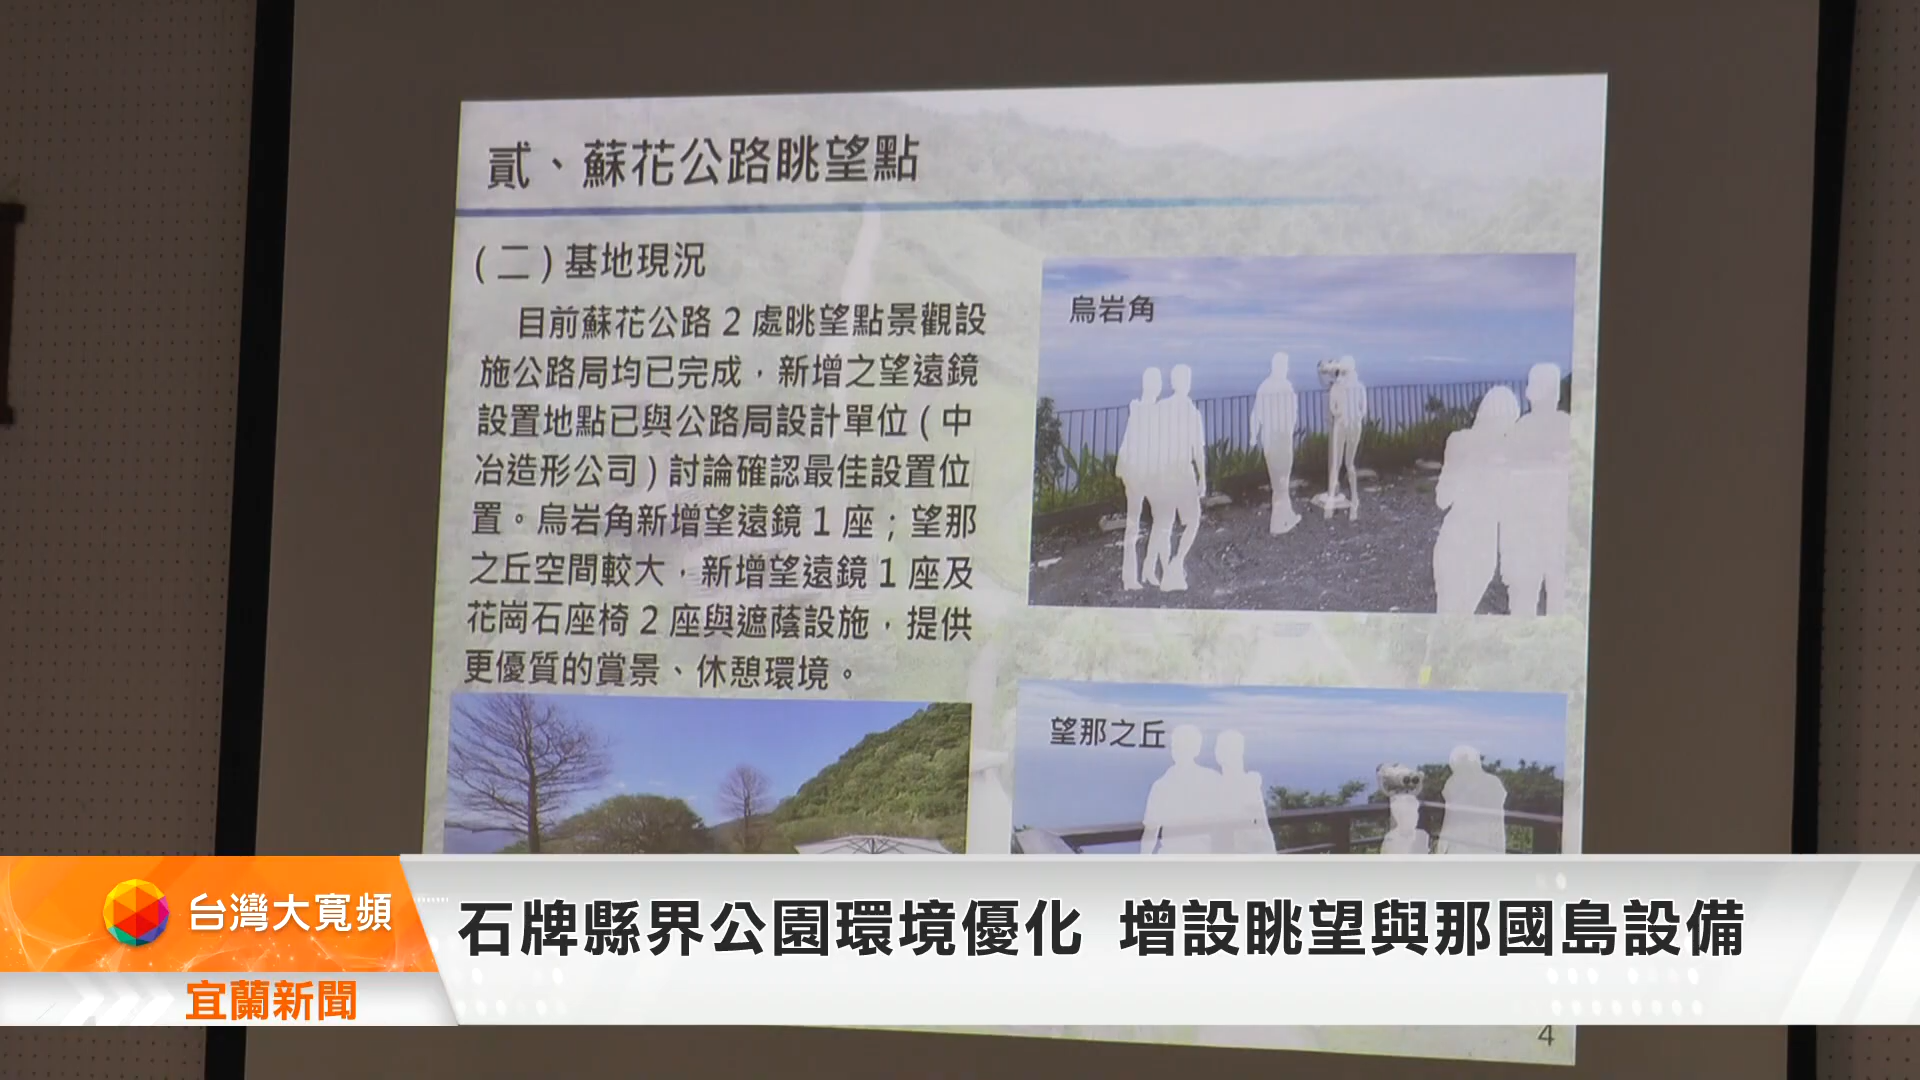 貳、蘇花公路眺望點
(二)基地現況
目前蘇花公路2處眺望點景觀設
施公路局均已完成，新增之望遠鏡
設置地點已與公路局設計單位(中
冶造形公司)討論確認最佳設置位
置。烏岩角新增望遠鏡1座；望那
之丘空間較大，新增望遠鏡1座及
花崗石座椅2座與遮蔭設施，提供
更優質的賞景、休憩環境。
烏岩角
望那之丘
台灣大寬頻
石牌縣界公園環境優化 增設眺望與那國島設備
宜蘭新聞
4